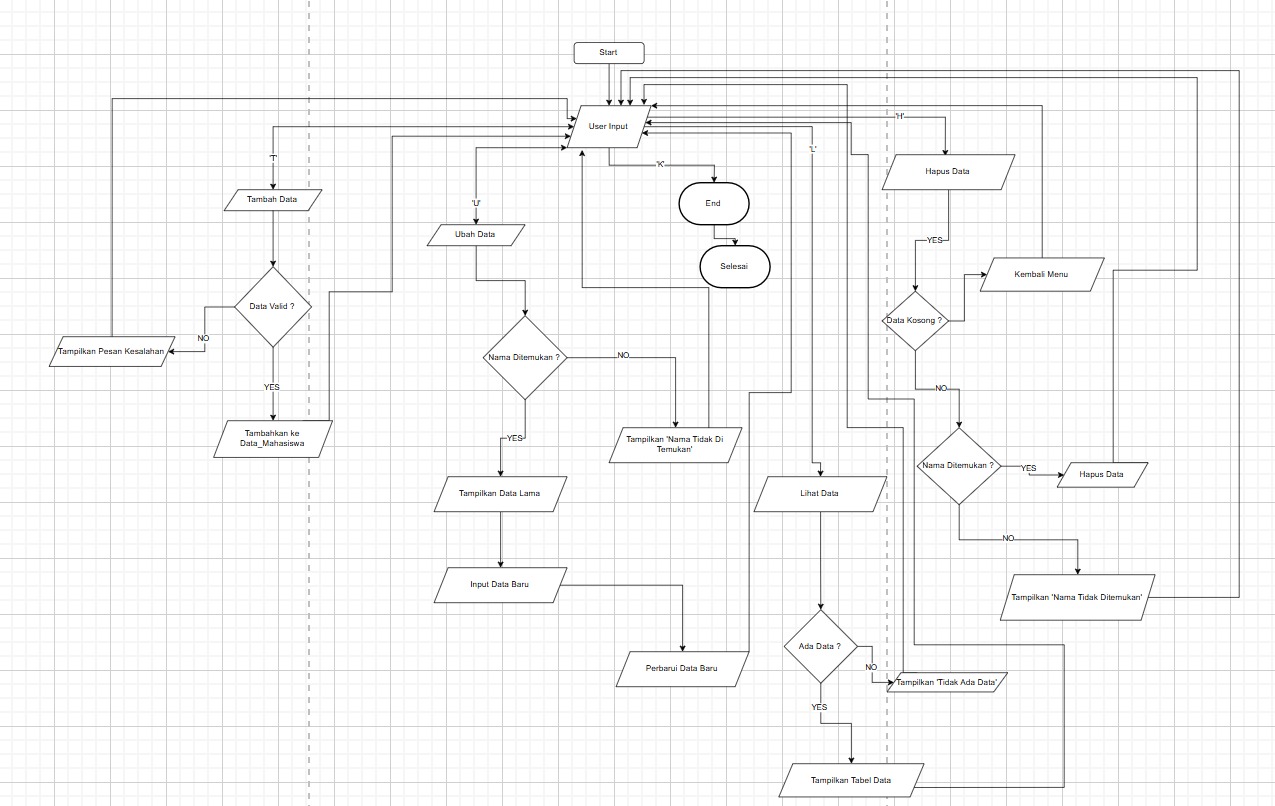 Start
User Input
'H'
'L'
'T'
'K'
Hapus Data
Tambah Data
End
'U'
Ubah Data
YES
Selesai
Kembali Menu
Data Valid ?
Data Kosong ?
NO
Tampilkan Pesan Kesalahan
Nama Ditemukan ?
NO
YES
NO
Tambahkan ke
Data_Mahasiswa
YES
Tampilkan 'Nama Tidak Di
Temukan'
Nama Ditemukan ?
YES
Hapus Data
Tampilkan Data Lama
Lihat Data
NO
Input Data Baru
Tampilkan 'Nama Tidak Ditemukan'
Ada Data ?
Perbarui Data Baru
NO
Tampilkan 'Tidak Ada Data'
YES
Tampilkan Tabel Data